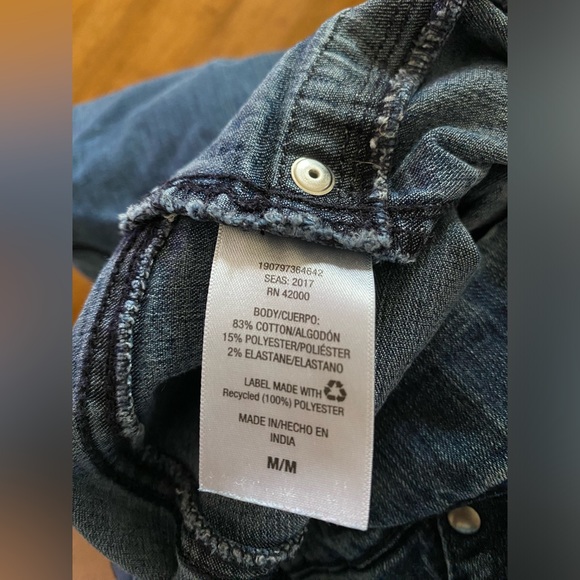 190797364642
SEAS: 2017
RN 42000
BODY/CUERPO:
83% COTTON/ALGODÓN
15% POLYESTER/POLIÉSTER
2% ELASTANE/ELASTANO
LABEL MADE WITH
Recycled (100%) POLYESTER
MADE IN/HECHO EN
INDIA
M/M